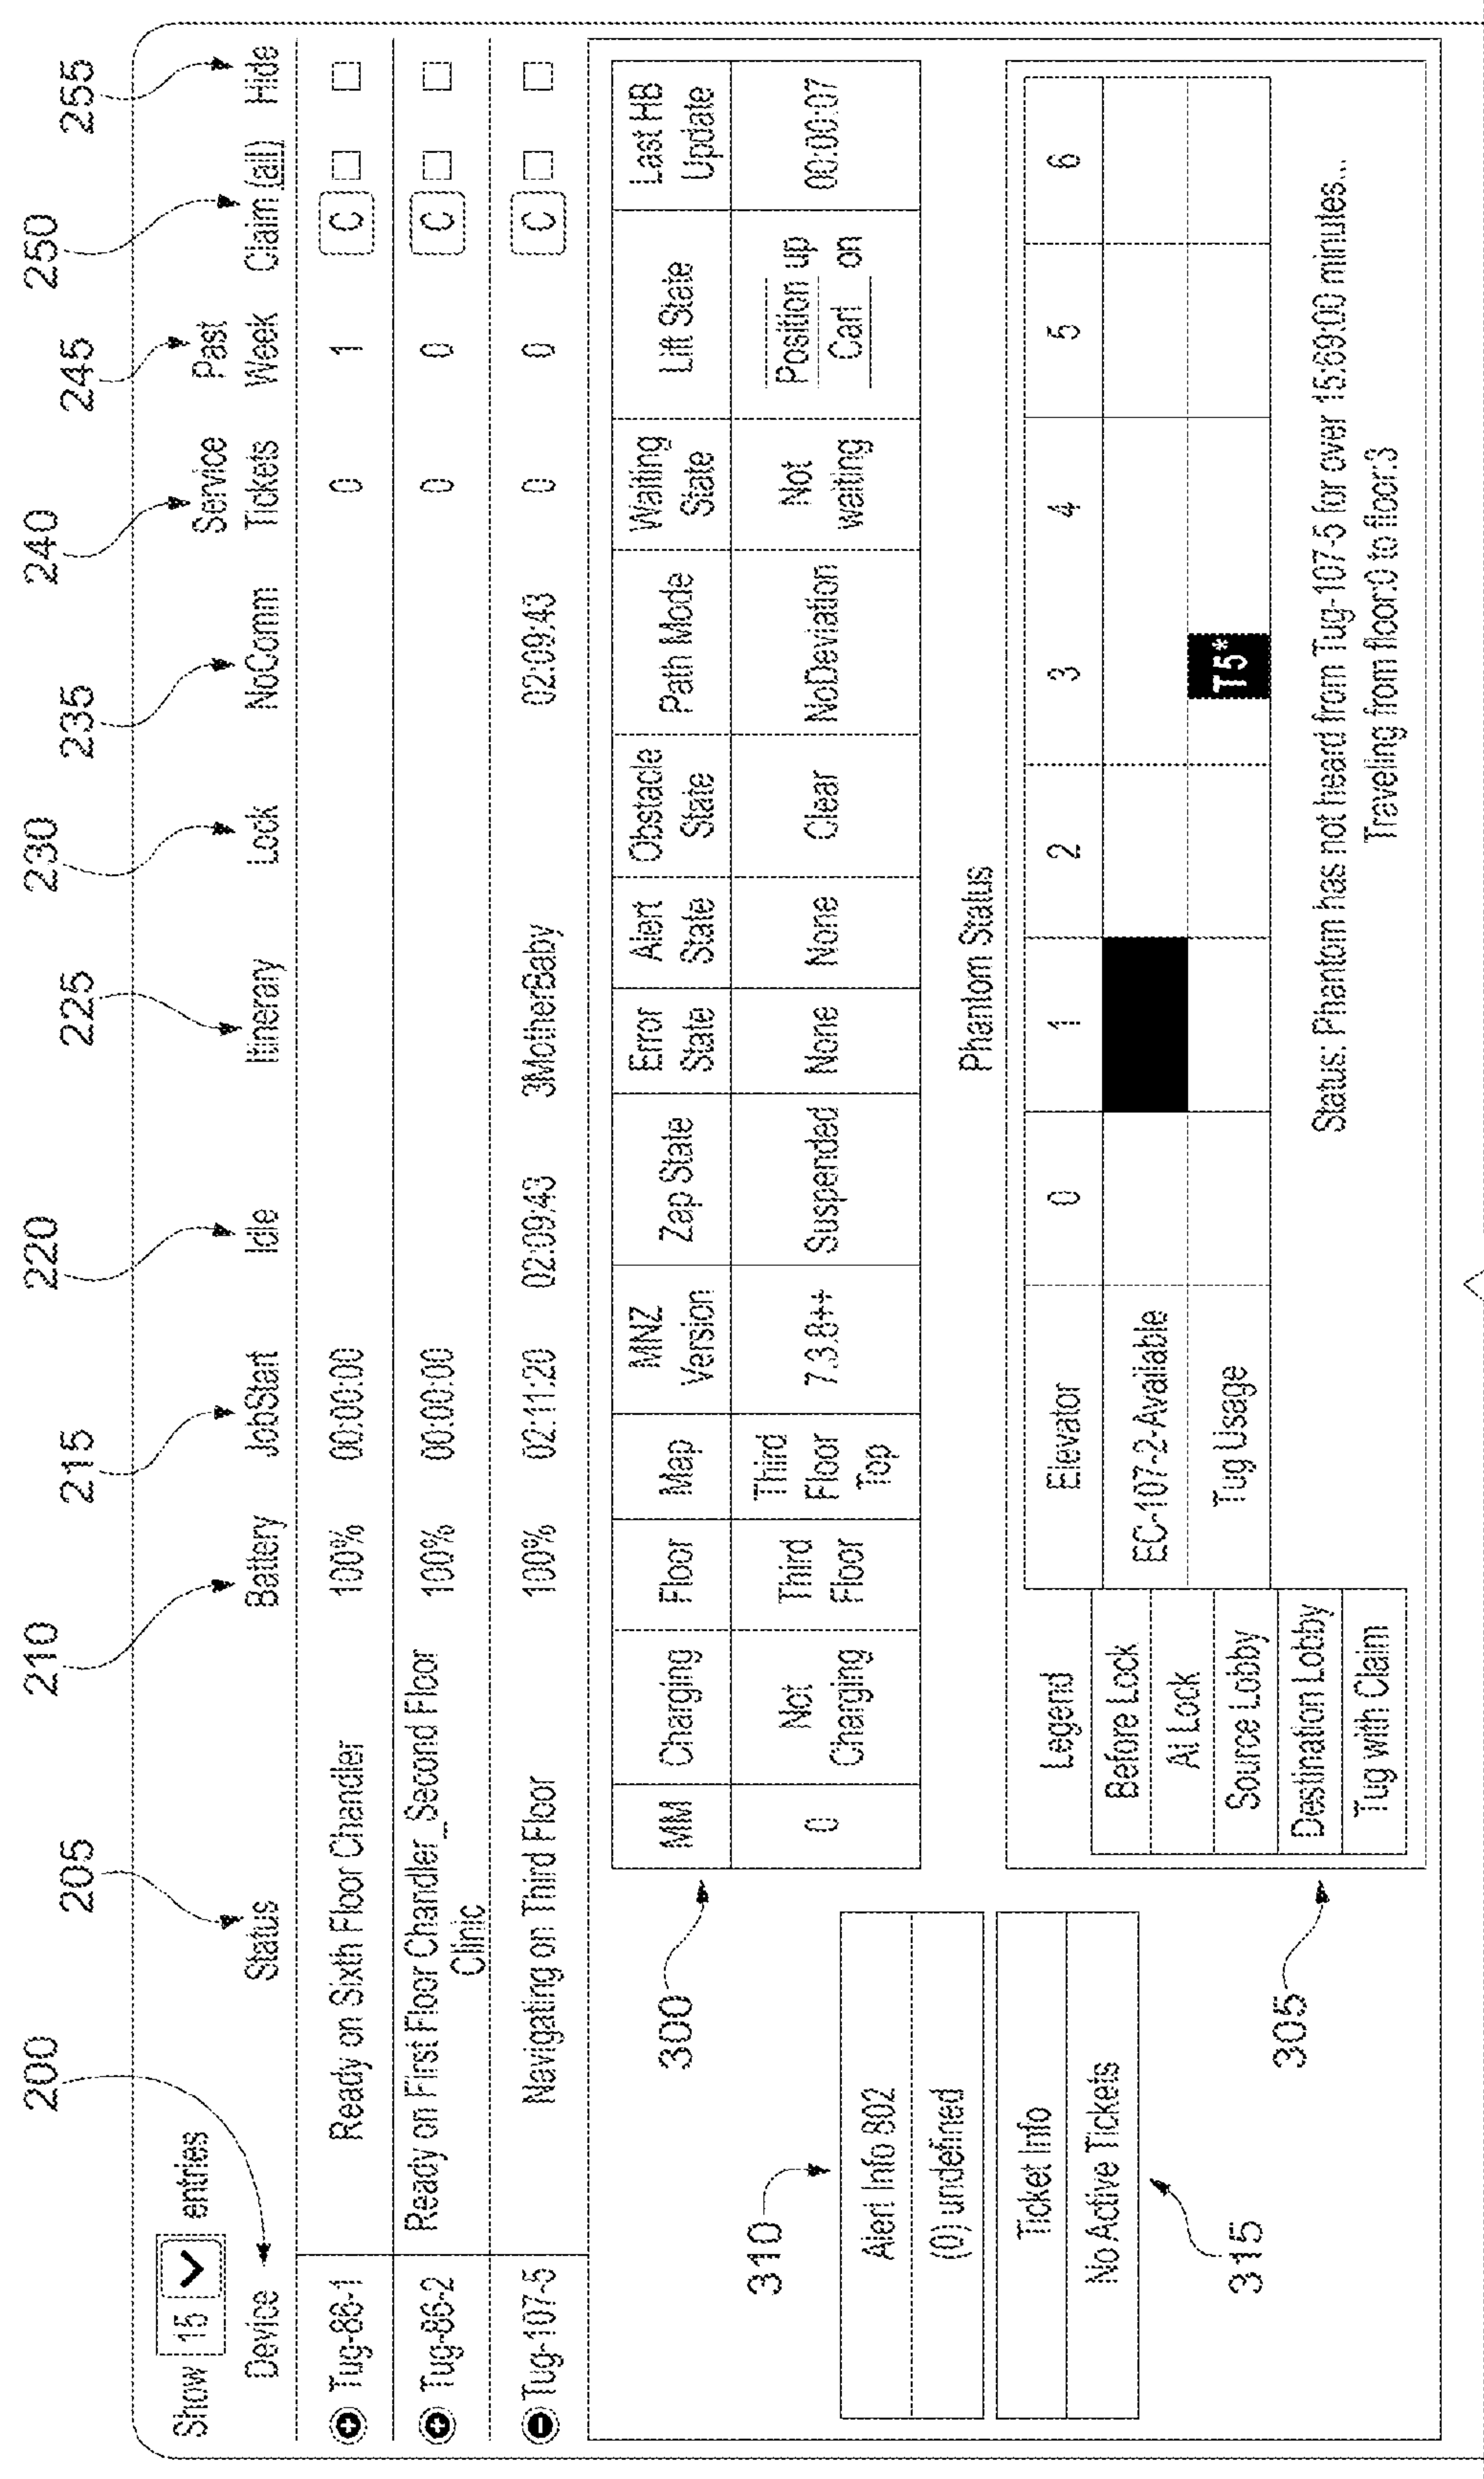 200 205 210 215 220 225 230 235 240 245 250 255
Show 15 entries
Device Status Battery JobStart Idle Itinerary Lock NoComm Service Tickets Past Week Claim (all) Hide
Tug-86-1 Ready on Sixth Floor Chandler 100% 00:00:00 0 1 C
Tug-86-2 Ready on First Floor Chandler_Second Floor Clinic 100% 00:00:00 0 0 C
Tug-107-5 Navigating on Third Floor 100% 02:11:20 02:09:43 3MotherBaby 02:09:43 0 0 C
300
MM Charging Floor Map MNZ Version Zap State Error State Alert State Obstacle State Path Mode Waiting State Lift State Last HB Update
0 Not Charging Third Floor Third Floor Top 7.3.8++ Suspended None None Clear NoDeviation Not waiting Position up Cart on 00:00:07
310
Alert Info 802
(0) undefined
Ticket Info
No Active Tickets
315
Phantom Status
305
Legend
Before Lock
At Lock
Source Lobby
Destination Lobby
Tug with Claim
Elevator 0 1 2 3 4 5 6
EC-107-2-Available
Tug Usage T5*
Status: Phantom has not heard from Tug-107-5 for over 15:69:00 minutes...
Traveling from floor:0 to floor:3